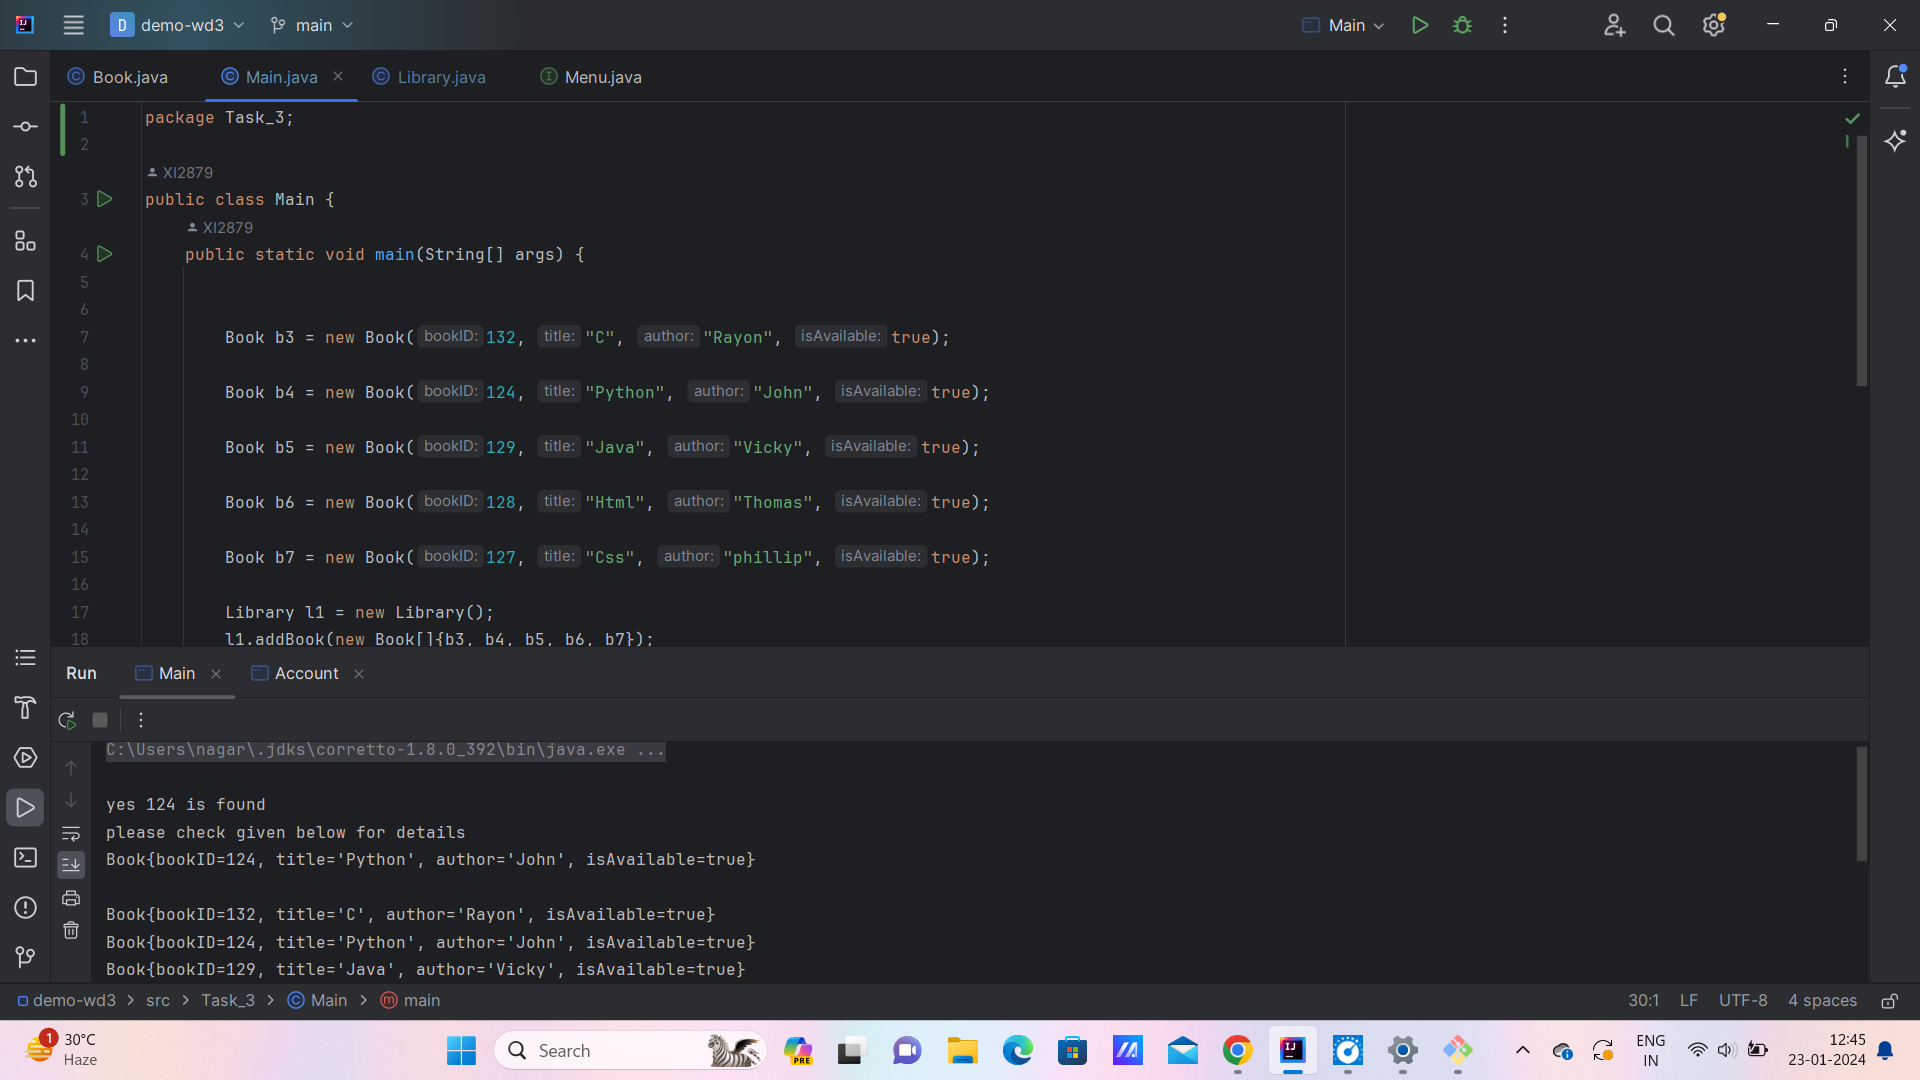 D demo-wd3 main Main
Book.java Main.java Library.java Menu.java
1 package Task_3;
2
XI2879
3 public class Main {
XI2879
4 public static void main(String[] args) {
5
6
7 Book b3 = new Book( bookID: 132, title: "C", author: "Rayon", isAvailable: true);
8
9 Book b4 = new Book( bookID: 124, title: "Python", author: "John", isAvailable: true);
10
11 Book b5 = new Book( bookID: 129, title: "Java", author: "Vicky", isAvailable: true);
12
13 Book b6 = new Book( bookID: 128, title: "Html", author: "Thomas", isAvailable: true);
14
15 Book b7 = new Book( bookID: 127, title: "Css", author: "phillip", isAvailable: true);
16
17 Library l1 = new Library();
18 l1.addBook(new Book[]{b3, b4, b5, b6, b7});
Run Main Account
C:\Users\nagar\.jdks\corretto-1.8.0_392\bin\java.exe ...
yes 124 is found
please check given below for details
Book{bookID=124, title='Python', author='John', isAvailable=true}
Book{bookID=132, title='C', author='Rayon', isAvailable=true}
Book{bookID=124, title='Python', author='John', isAvailable=true}
Book{bookID=129, title='Java', author='Vicky', isAvailable=true}
demo-wd3 > src > Task_3 > Main > main 30:1 LF UTF-8 4 spaces
1 30°C
Haze
Search
PRE
ENG
IN
12:45
23-01-2024